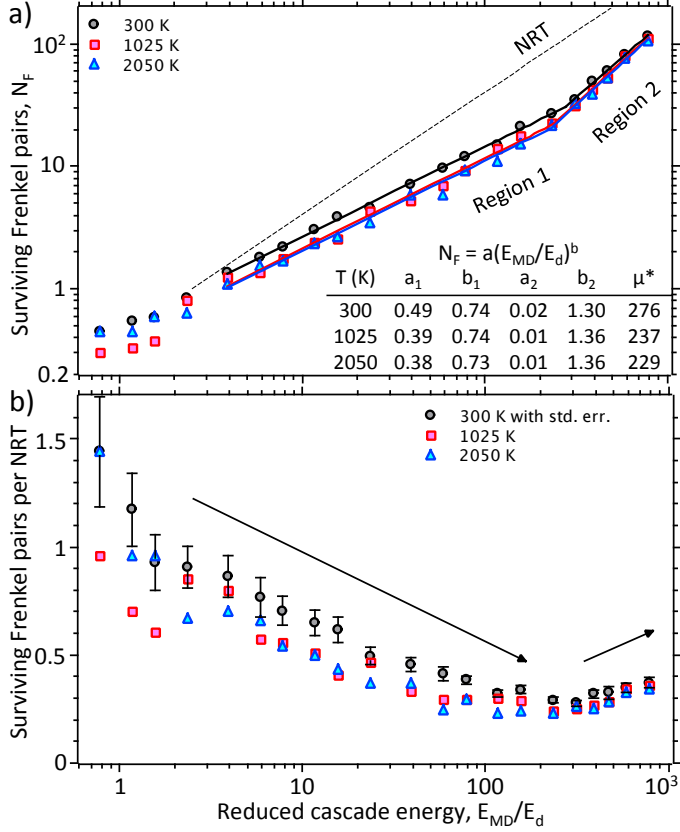 a)
300 K
1025 K
2050 K
NRT
Region 2
Region 1
Surviving Frenkel pairs, N_F
10²
10
1
0.2
N_F = a(E_MD/E_d)^b
T (K) a₁ b₁ a₂ b₂ μ*
300 0.49 0.74 0.02 1.30 276
1025 0.39 0.74 0.01 1.36 237
2050 0.38 0.73 0.01 1.36 229
b)
300 K with std. err.
1025 K
2050 K
Surviving Frenkel pairs per NRT
1.5
1
0.5
0
1 10 100 10³
Reduced cascade energy, E_MD/E_d